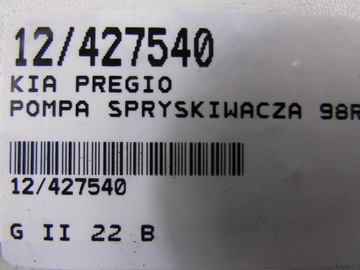 12/427540
KIA PREGIO
POMPA SPRYSKIWACZA 98R
12/427540
G II 22 B